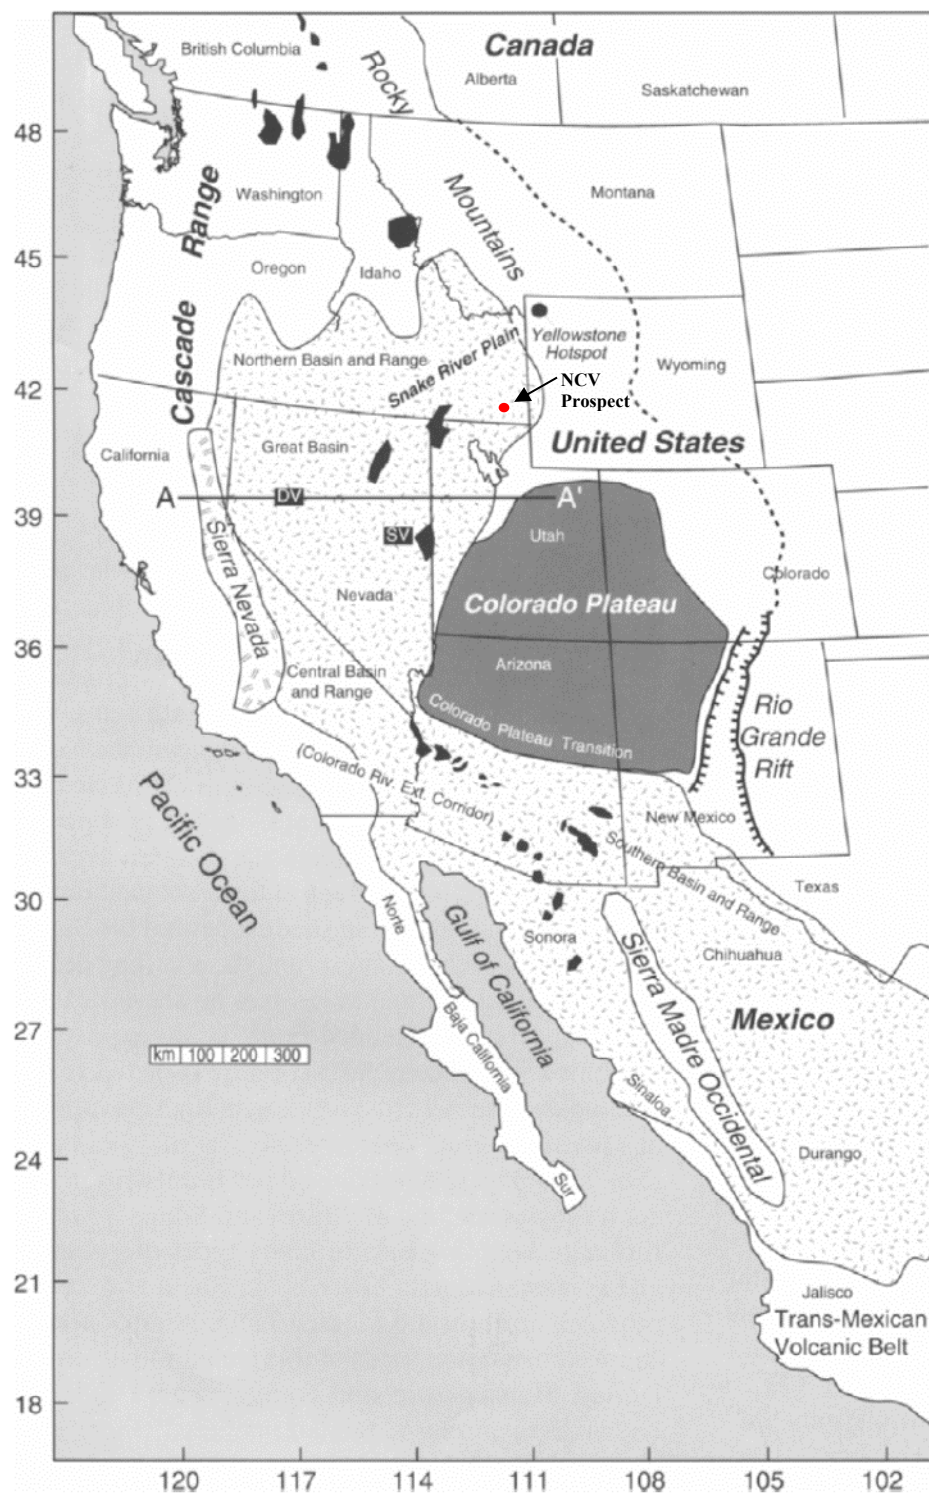 Canada
British Columbia
Rocky
Alberta
Saskatchewan
48
Washington
Range
Mountains
Montana
45
Oregon
Idaho
Cascade
Yellowstone
Hotspot
Northern Basin and Range
Snake River Plain
Wyoming
42
NCV
Prospect
United States
California
Great Basin
A
DV
A'
39
SV
Utah
Sierra Nevada
Colorado
Nevada
Colorado Plateau
36
Arizona
Central Basin
and Range
Colorado Plateau Transition
Rio
Grande
Rift
33
(Colorado Riv. Ext. Corridor)
Pacific Ocean
New Mexico
Southern Basin and Range
Texas
30
Norte
Gulf of California
Sonora
Sierra Madre Occidental
Chihuahua
Mexico
27
km 100 200 300
Baja California
Sinaloa
24
Durango
Sur
21
Jalisco
Trans-Mexican
Volcanic Belt
18
120 117 114 111 108 105 102